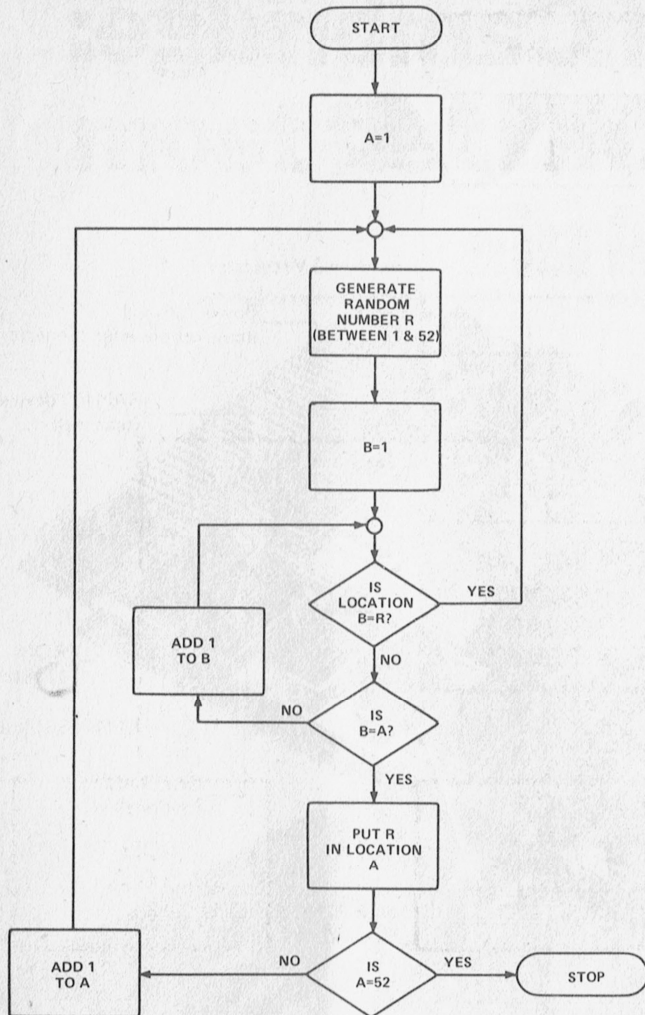 START
A=1
GENERATE
RANDOM
NUMBER R
(BETWEEN 1 & 52)
B=1
IS
LOCATION
B=R?
YES
ADD 1
TO B
NO
IS
B=A?
NO
YES
PUT R
IN LOCATION
A
ADD 1
TO A
NO
IS
A=52
YES
STOP